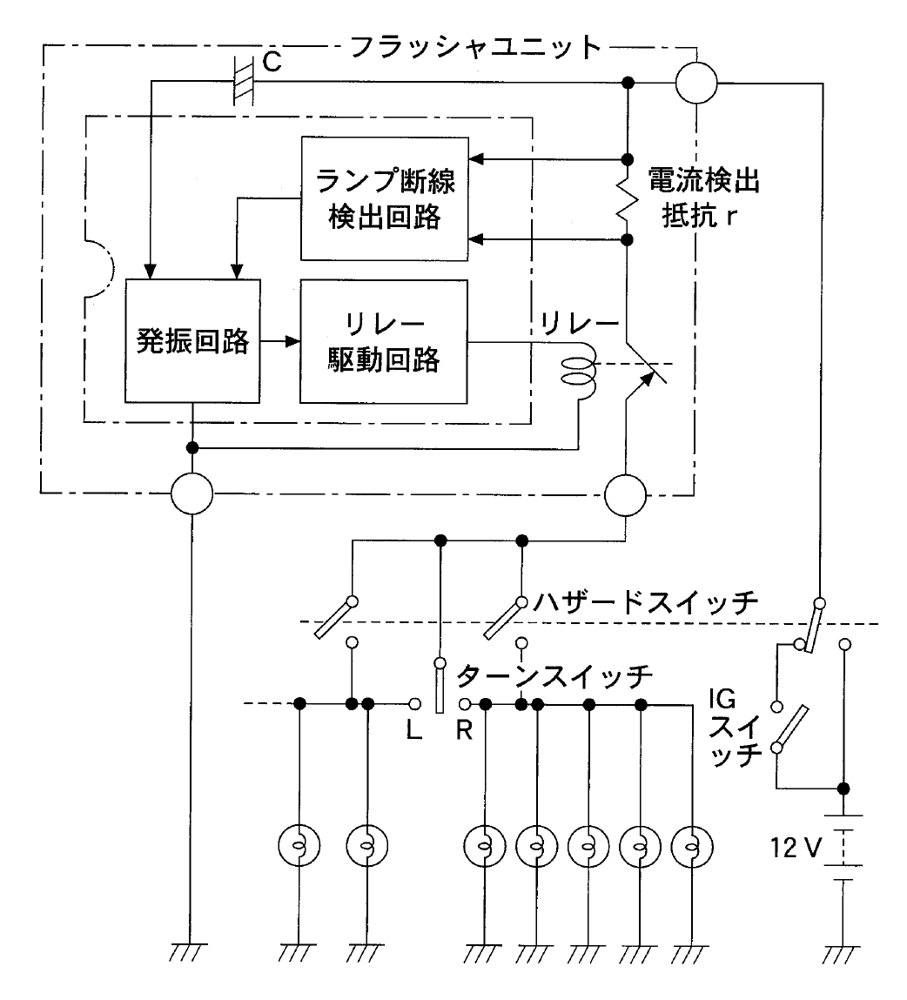 フラッシャユニット
C
ランプ断線
検出回路
電流検出
抵抗 r
発振回路
リレー
駆動回路
リレー
ハザードスイッチ
ターンスイッチ
L
R
IG
スイ
ッチ
12 V